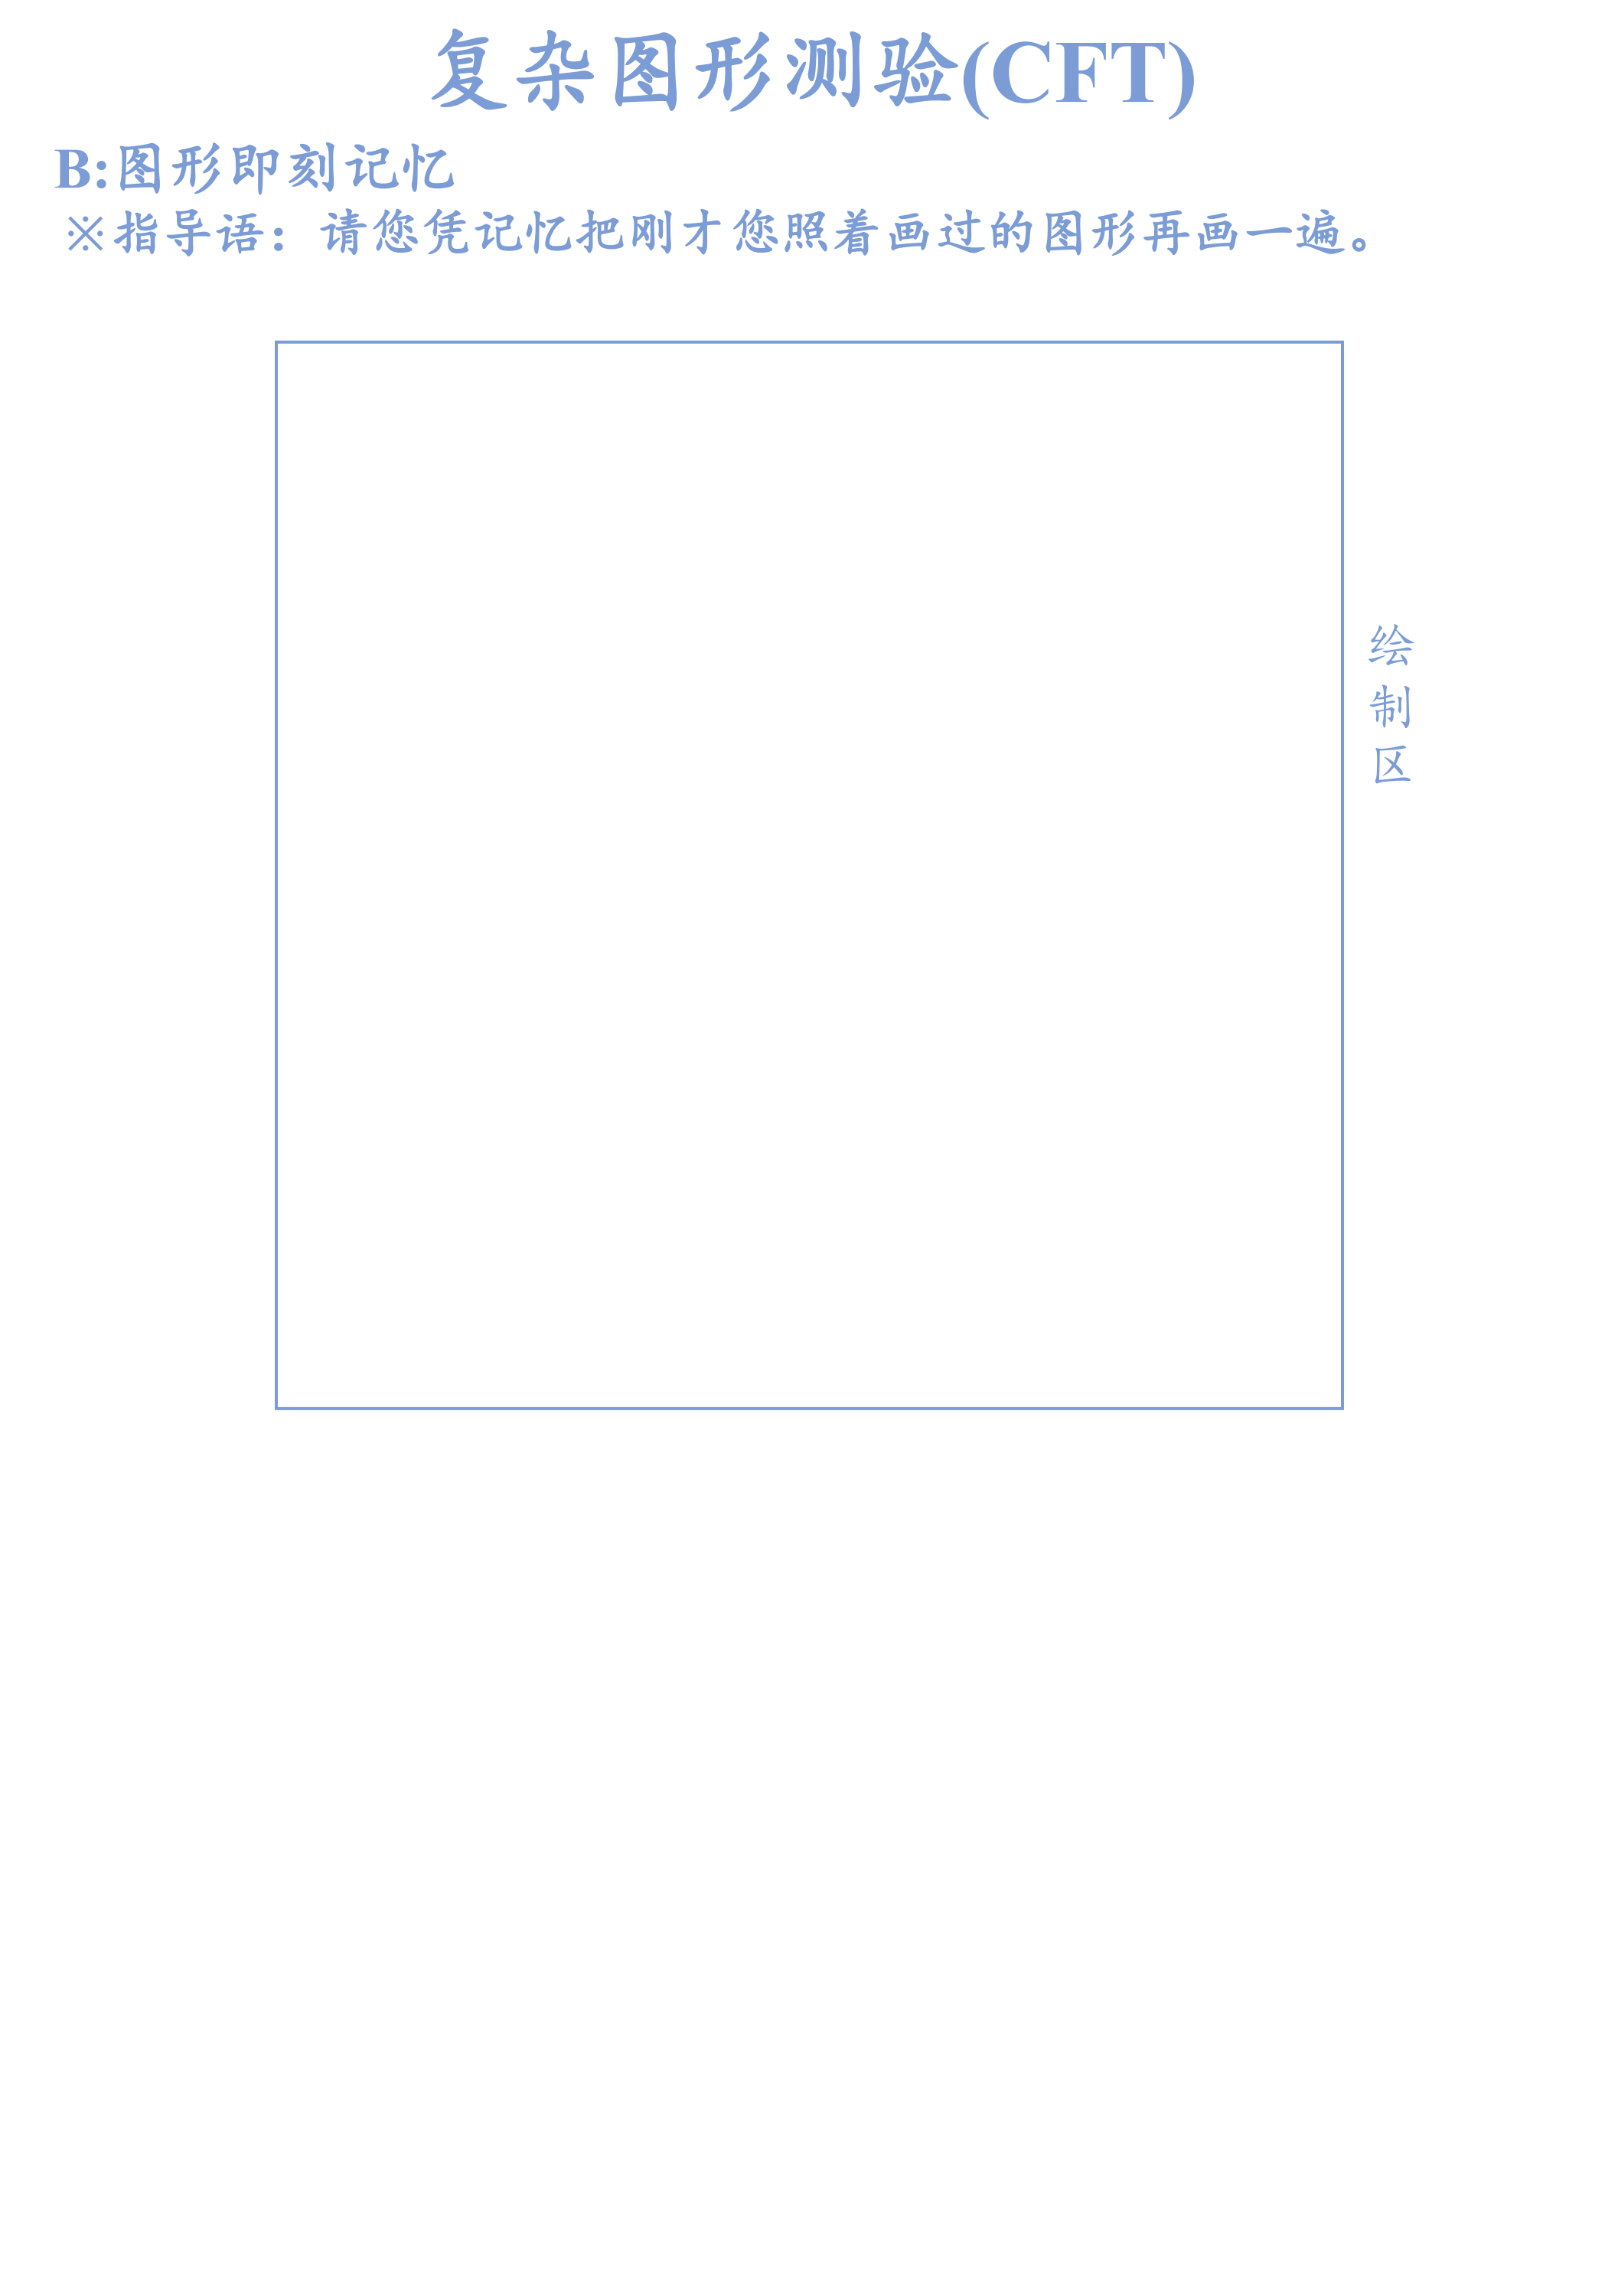 复杂图形测验(CFT)
B:图形即刻记忆
※指导语：请您凭记忆把刚才您照着画过的图形再画一遍。
绘
制
区